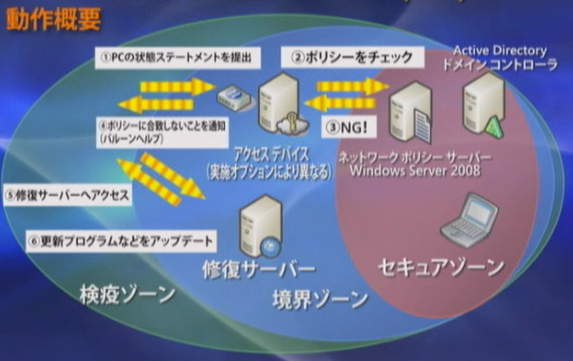 動作概要
①PCの状態ステートメントを提出
②ポリシーをチェック
Active Directory
ドメイン コントローラ
③NG!
④ポリシーに合致しないことを通知
(バルーンヘルプ)
アクセス デバイス
(実施オプションにより異なる)
ネットワーク ポリシー サーバー
Windows Server 2008
⑤修復サーバーへアクセス
⑥更新プログラムなどをアップデート
修復サーバー
セキュアゾーン
検疫ゾーン
境界ゾーン